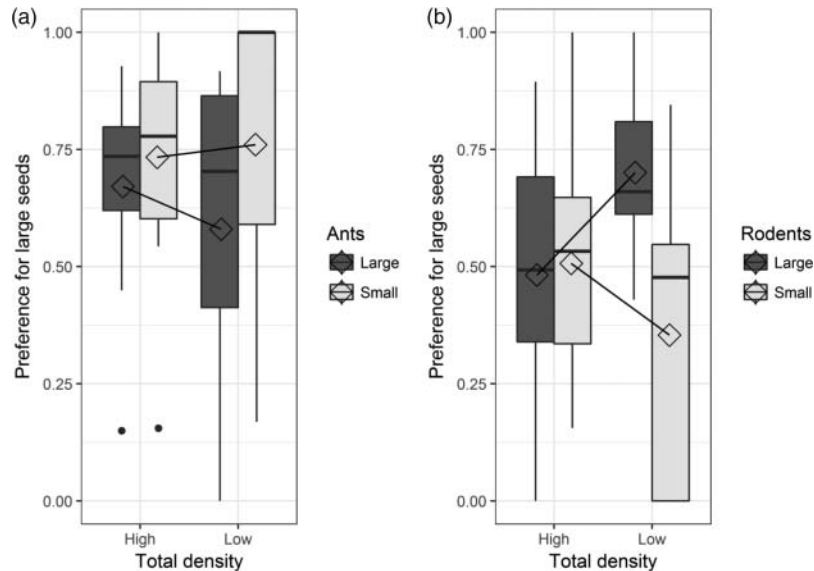 (a)
Preference for large seeds
1.00
0.75
0.50
0.25
0.00
High Low
Total density
Ants
Large
Small
(b)
Preference for large seeds
1.00
0.75
0.50
0.25
0.00
High Low
Total density
Rodents
Large
Small